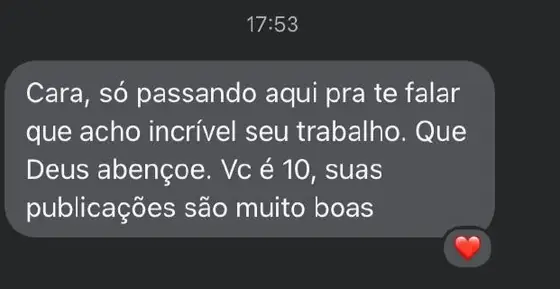 17:53
Cara, só passando aqui pra te falar
que acho incrível seu trabalho. Que
Deus abençoe. Vc é 10, suas
publicações são muito boas